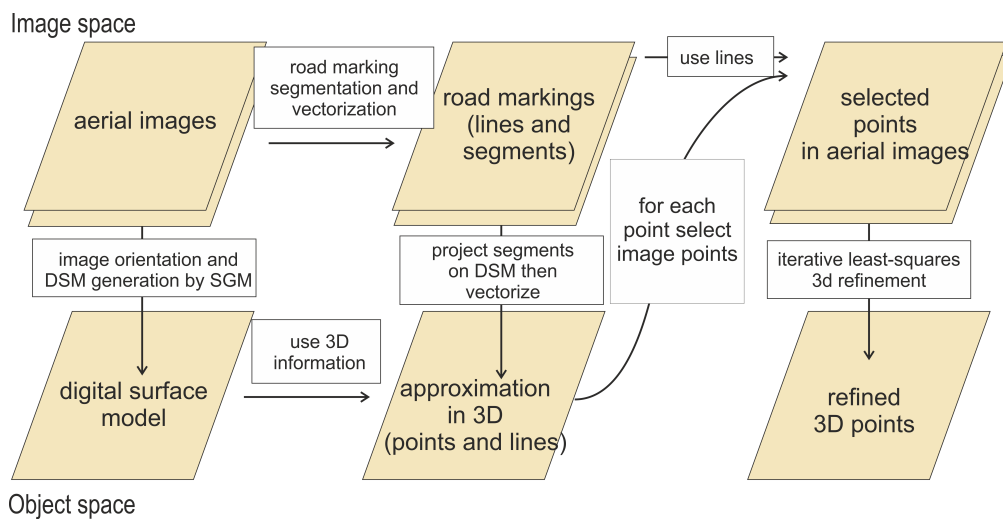 Image space
aerial images
road marking
segmentation and
vectorization
road markings
(lines and
segments)
use lines
selected
points
in aerial images
image orientation and
DSM generation by SGM
project segments
on DSM then
vectorize
for each
point select
image points
iterative least-squares
3d refinement
digital surface
model
use 3D
information
approximation
in 3D
(points and lines)
refined
3D points
Object space